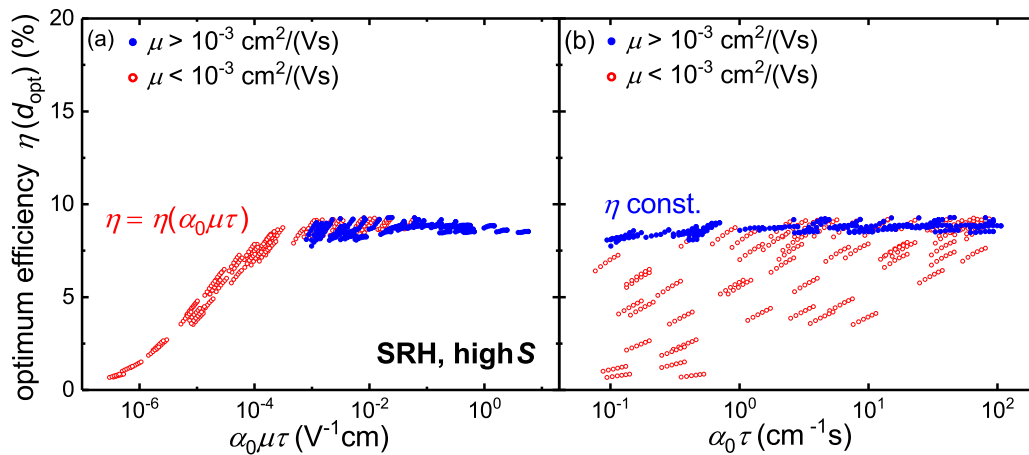 optimum efficiency η(d_opt) (%)
20
15
10
5
0
(a)
μ > 10⁻³ cm²/(Vs)
μ < 10⁻³ cm²/(Vs)
η = η(α₀μτ)
SRH, high S
10⁻⁶ 10⁻⁴ 10⁻² 10⁰
α₀μτ (V⁻¹cm)
(b)
μ > 10⁻³ cm²/(Vs)
μ < 10⁻³ cm²/(Vs)
η const.
10⁻¹ 10⁰ 10¹ 10²
α₀τ (cm⁻¹s)